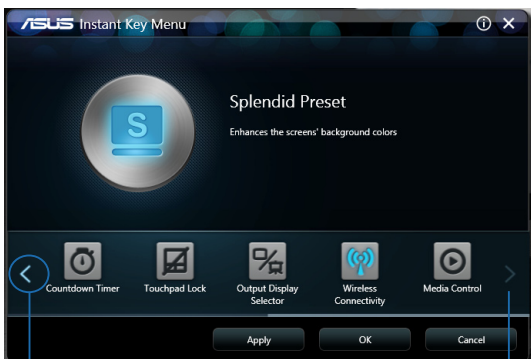 ASUS Instant Key Menu
S
Splendid Preset
Enhances the screens' background colors
Countdown Timer
Touchpad Lock
Output Display
Selector
Wireless
Connectivity
Media Control
Apply
OK
Cancel